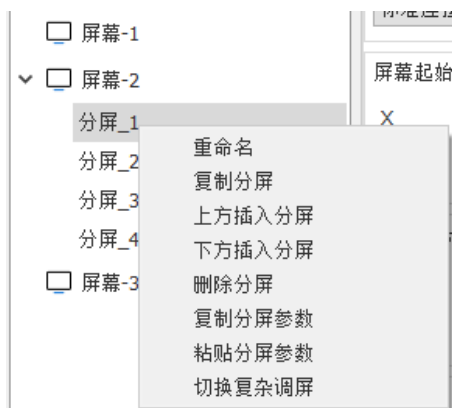 屏幕-1
屏幕-2
分屏_1
分屏_2
分屏_3
分屏_4
屏幕-3
重命名
复制分屏
上方插入分屏
下方插入分屏
删除分屏
复制分屏参数
粘贴分屏参数
切换复杂调屏
屏幕起始
X